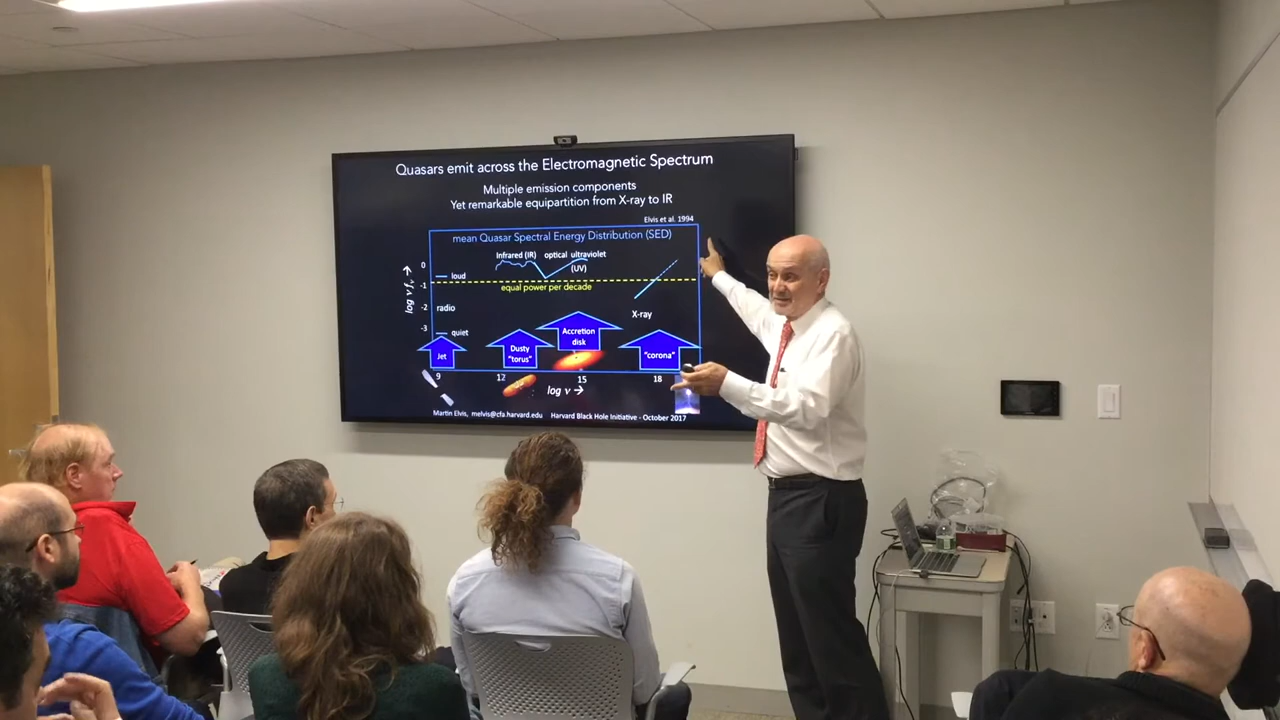 Quasars emit across the Electromagnetic Spectrum
Multiple emission components
Yet remarkable equipartition from X-ray to IR
Elvis et al. 1994
mean Quasar Spectral Energy Distribution (SED)
Infrared (IR) optical ultraviolet
(UV)
0
loud
-1
equal power per decade
log ν fᵥ →
-2
radio
X-ray
-3
quiet
Jet
Dusty
"torus"
Accretion
disk
"corona"
9 12 15 18
log ν →
Martin Elvis, melvis@cfa.harvard.edu Harvard Black Hole Initiative - October 2017